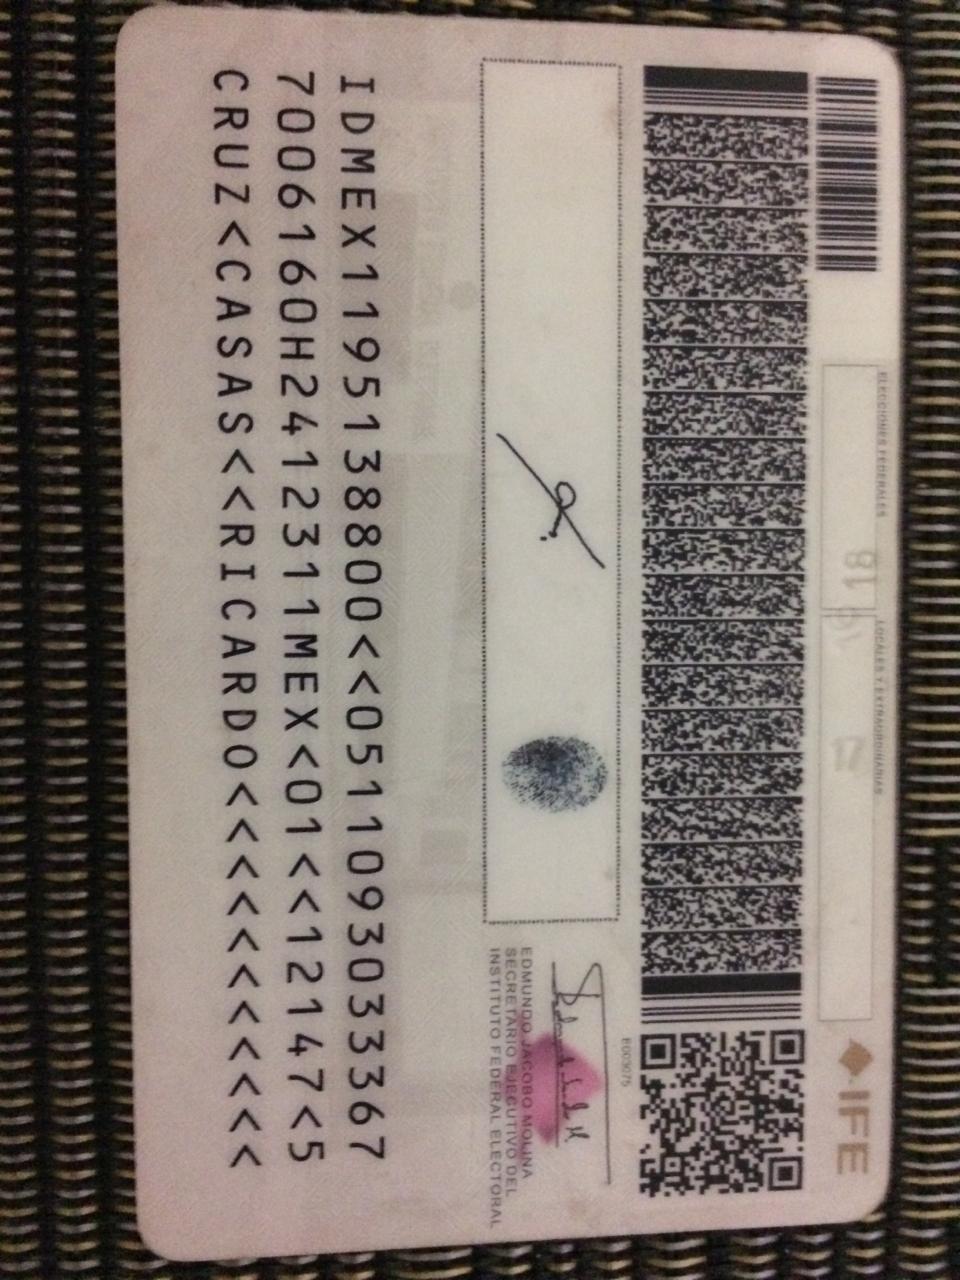 ELECCIONES FEDERALES
LOCALES Y EXTRAORDINARIAS
18
17
IFE
E003075
EDMUNDO JACOBO MOLINA
SECRETARIO EJECUTIVO DEL
INSTITUTO FEDERAL ELECTORAL
IDMEX1195138800<<0511093033367
7006160H2412311MEX<01<<12147<5
CRUZ<CASAS<<RICARDO<<<<<<<<<<<